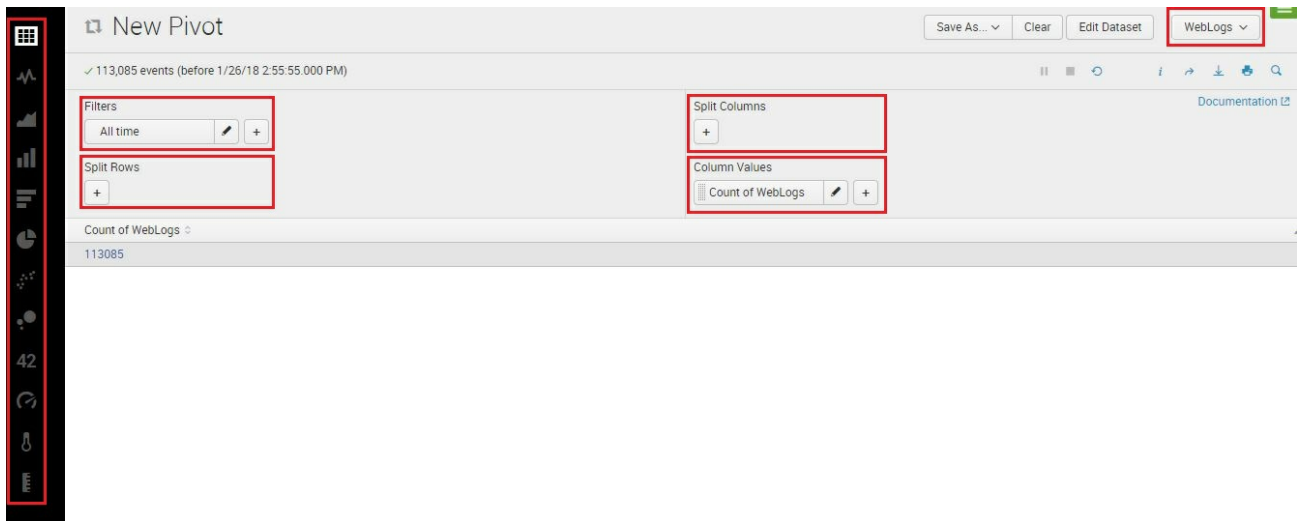 New Pivot
Save As...
Clear
Edit Dataset
WebLogs
113,085 events (before 1/26/18 2:55:55.000 PM)
i
Documentation
Filters
All time
+
Split Columns
+
Split Rows
+
Column Values
Count of WebLogs
+
Count of WebLogs
113085
42